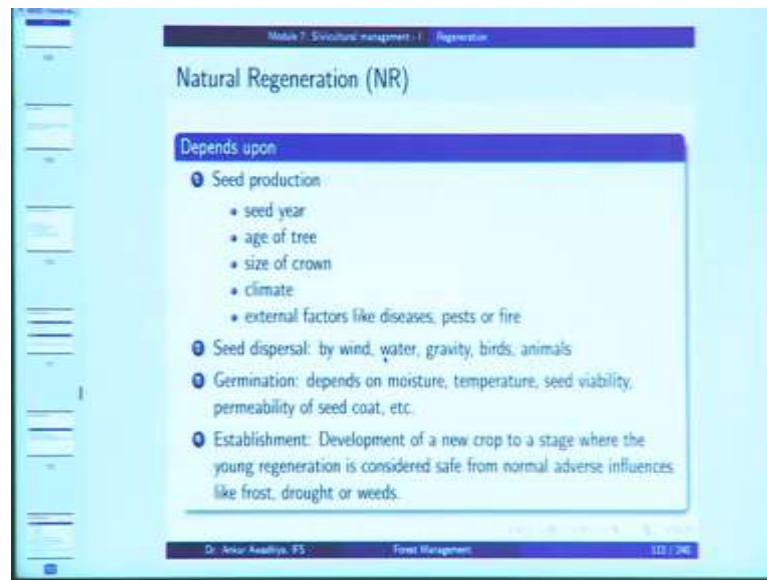 Module 7: Silvicultural management - I Regeneration
Natural Regeneration (NR)
Depends upon
1 Seed production
• seed year
• age of tree
• size of crown
• climate
• external factors like diseases, pests or fire
2 Seed dispersal: by wind, water, gravity, birds, animals
3 Germination: depends on moisture, temperature, seed viability,
permeability of seed coat, etc.
4 Establishment: Development of a new crop to a stage where the
young regeneration is considered safe from normal adverse influences
like frost, drought or weeds.
Dr. Ankur Awadhiya, IFS Forest Management